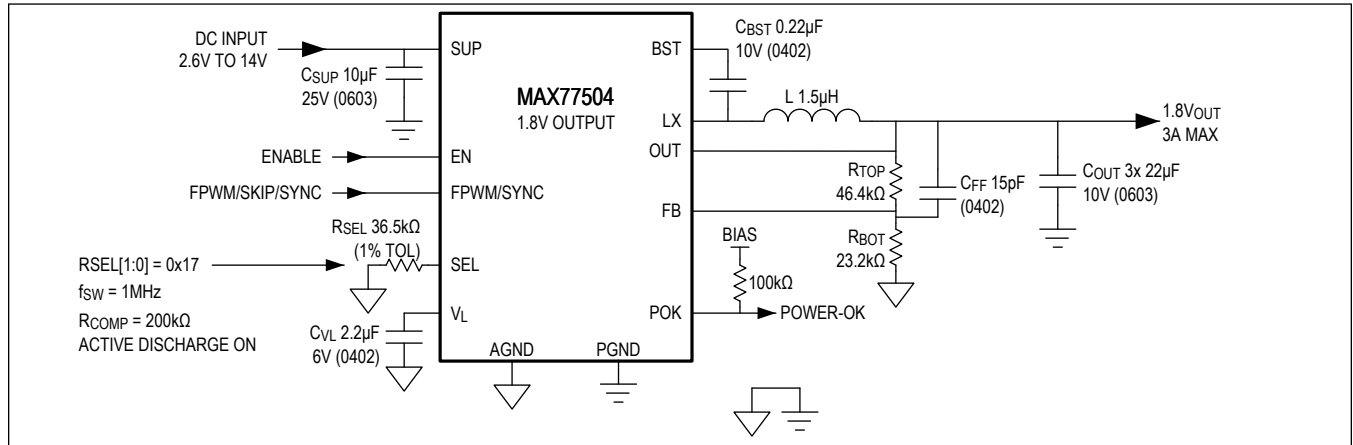 DC INPUT
2.6V TO 14V
CSUP 10µF
25V (0603)
ENABLE
FPWM/SKIP/SYNC
RSEL 36.5kΩ
(1% TOL)
RSEL[1:0] = 0x17
fSW = 1MHz
RCOMP = 200kΩ
ACTIVE DISCHARGE ON
CVL 2.2µF
6V (0402)
SUP
EN
FPWM/SYNC
SEL
VL
MAX77504
1.8V OUTPUT
AGND
PGND
BST
LX
OUT
FB
POK
CBST 0.22µF
10V (0402)
L 1.5µH
1.8VOUT
3A MAX
RTOP
46.4kΩ
CFF 15pF
(0402)
COUT 3x 22µF
10V (0603)
RBOT
23.2kΩ
BIAS
100kΩ
POWER-OK